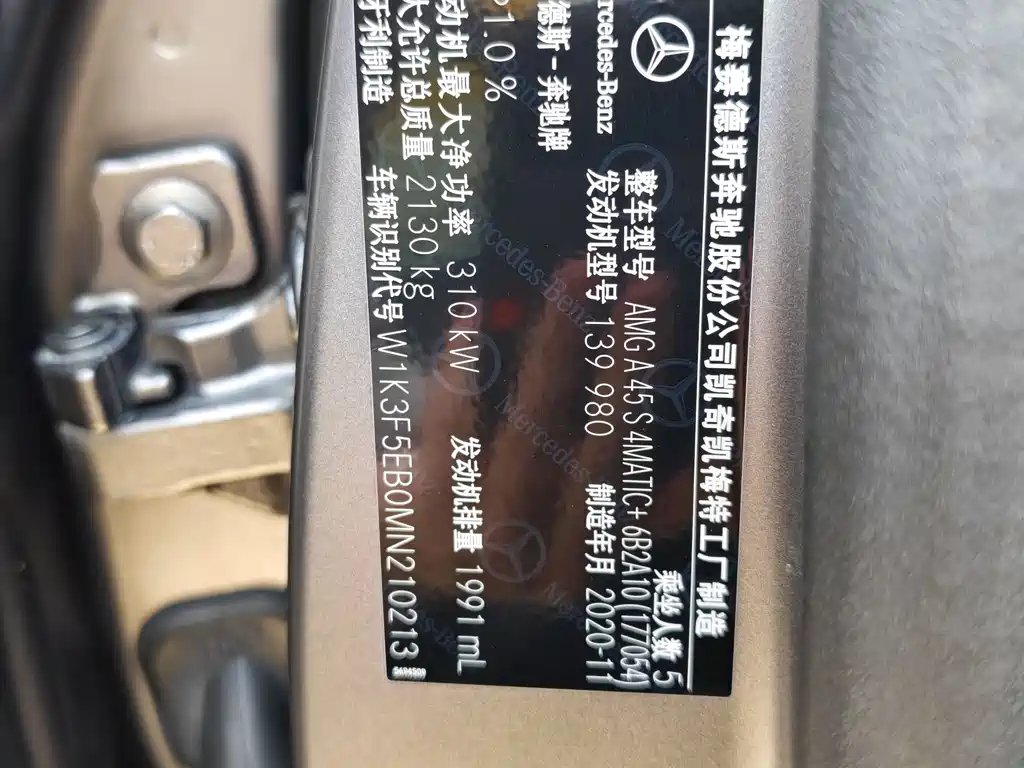 梅赛德斯奔驰股份公司凯奇凯梅特工厂制造
Mercedes-Benz
整车型号 AMG A 45 S 4MATIC+ 6B2A10(177054)
乘坐人数 5
发动机型号 139 980
制造年月 2020-11
德斯-奔驰牌
P1.0 %
动机最大净功率 310 kW
发动机排量 1991 mL
大允许总质量 2130 kg
牙利制造
车辆识别代号 W1K3F5EB0MN210213